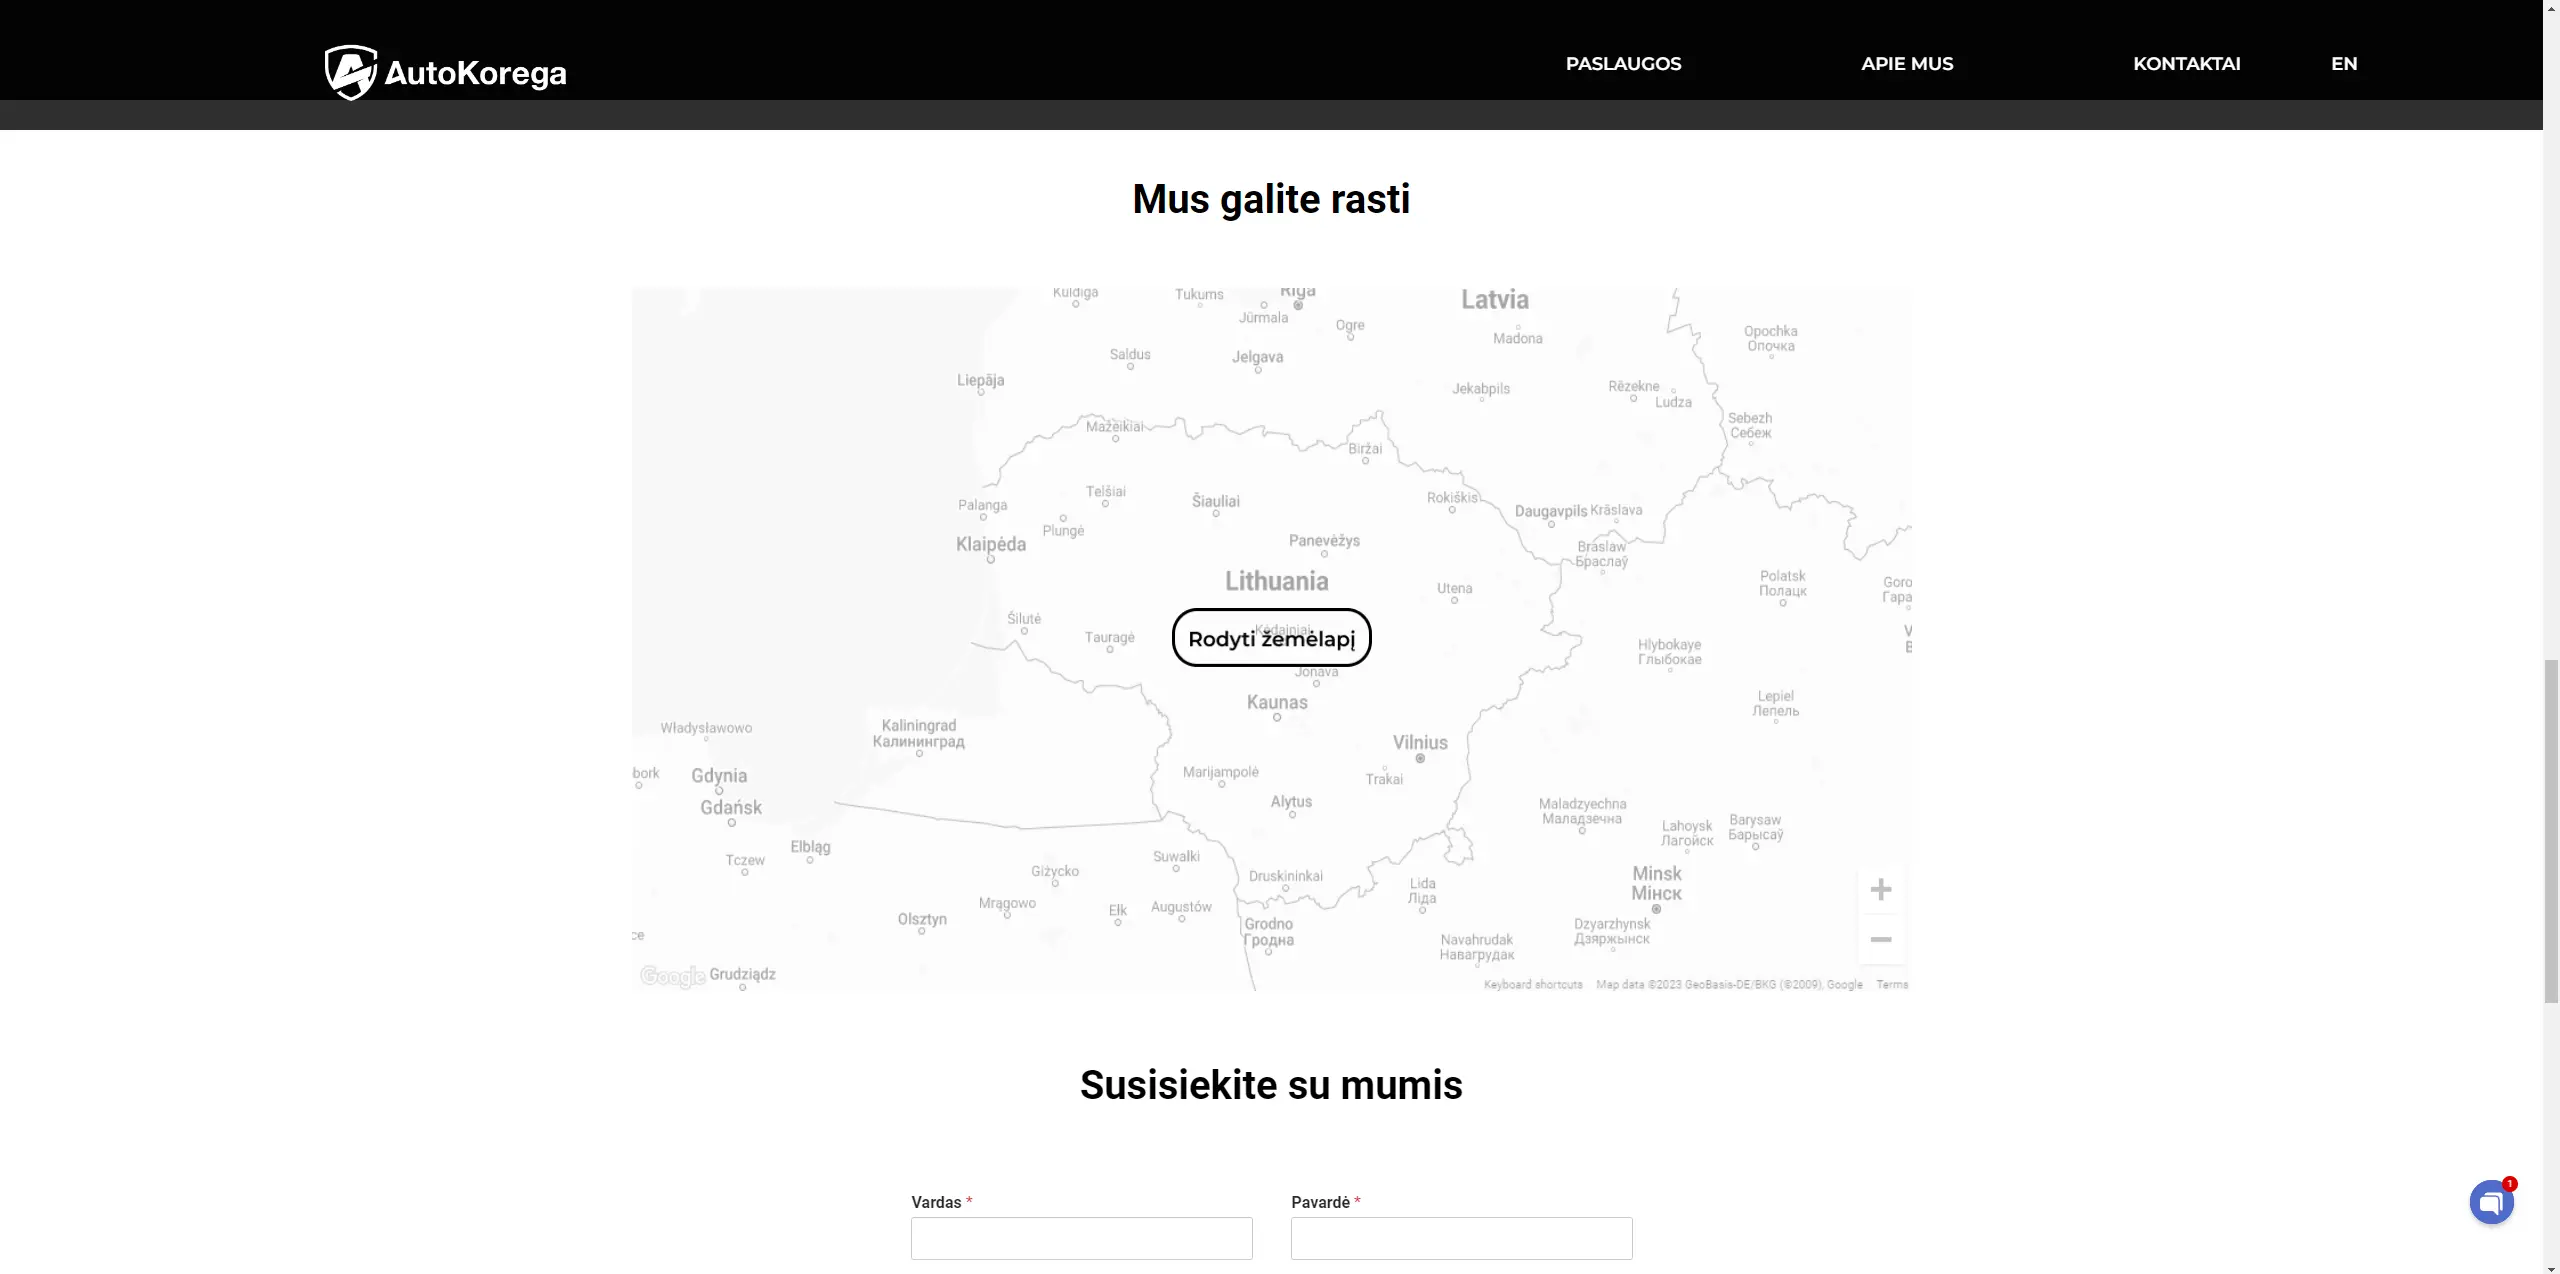 AutoKorega
PASLAUGOS
APIE MUS
KONTAKTAI
EN
Mus galite rasti
Kuldīga
Tukums
Rīga
Latvia
Jūrmala
Ogre
Madona
Opochka
Опочка
Saldus
Jelgava
Liepāja
Jekabpils
Rēzekne
Ludza
Sebezh
Себеж
Mažeikiai
Biržai
Palanga
Telšiai
Šiauliai
Rokiškis
Daugavpils
Krāslava
Plungė
Klaipėda
Panevėžys
Braslaw
Браслаў
Lithuania
Utena
Polatsk
Полацк
Goro
Гара
Šilutė
Tauragė
Kėdainiai
Rodyti žemėlapį
Hlybokaye
Глыбокае
Jonava
Kaunas
Lepiel
Лепель
Władysławowo
Kaliningrad
Калининград
Vilnius
bork
Gdynia
Marijampolė
Trakai
Gdańsk
Alytus
Maladzyechna
Маладзечна
Lahoysk
Лагойск
Barysaw
Барысаў
Elbląg
Tczew
Suwałki
Giżycko
Druskininkai
Lida
Ліда
Minsk
Мінск
Mrągowo
Ełk
Augustów
Olsztyn
Grodno
Гродна
Dzyarzhynsk
Дзяржынск
Navahrudak
Навагрудак
ce
Google
Grudziądz
Keyboard shortcuts
Map data ©2023 GeoBasis-DE/BKG (©2009), Google
Terms
Susisiekite su mumis
Vardas *
Pavardė *
1